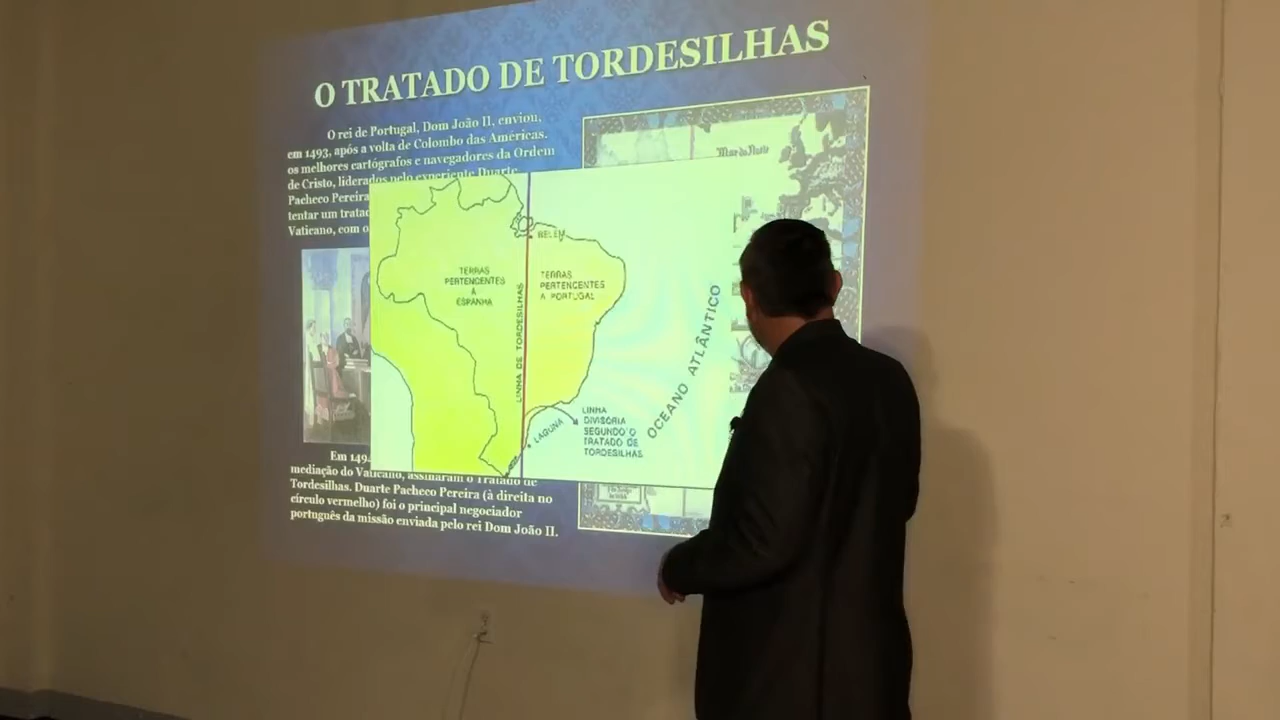 O TRATADO DE TORDESILHAS
O rei de Portugal, Dom João II, enviou,
em 1493, após a volta de Colombo das Américas.
os melhores cartógrafos e navegadores da Ordem
de Cristo, liderados pelo experiente Duarte
Pacheco Pereira
tentar um tratad
Vaticano, com o
Mar do Norte
BELÉM
TERRAS
PERTENCENTES
A
ESPANHA
TERRAS
PERTENCENTES
A PORTUGAL
LINHA DE TORDESILHAS
OCEANO ATLÂNTICO
LAGUNA
LINHA
DIVISÓRIA
SEGUNDO O
TRATADO DE
TORDESILHAS
Em 149
mediação do Vaticano, assinaram o Tratado de
Tordesilhas. Duarte Pacheco Pereira (à direita no
círculo vermelho) foi o principal negociador
português da missão enviada pelo rei Dom João II.